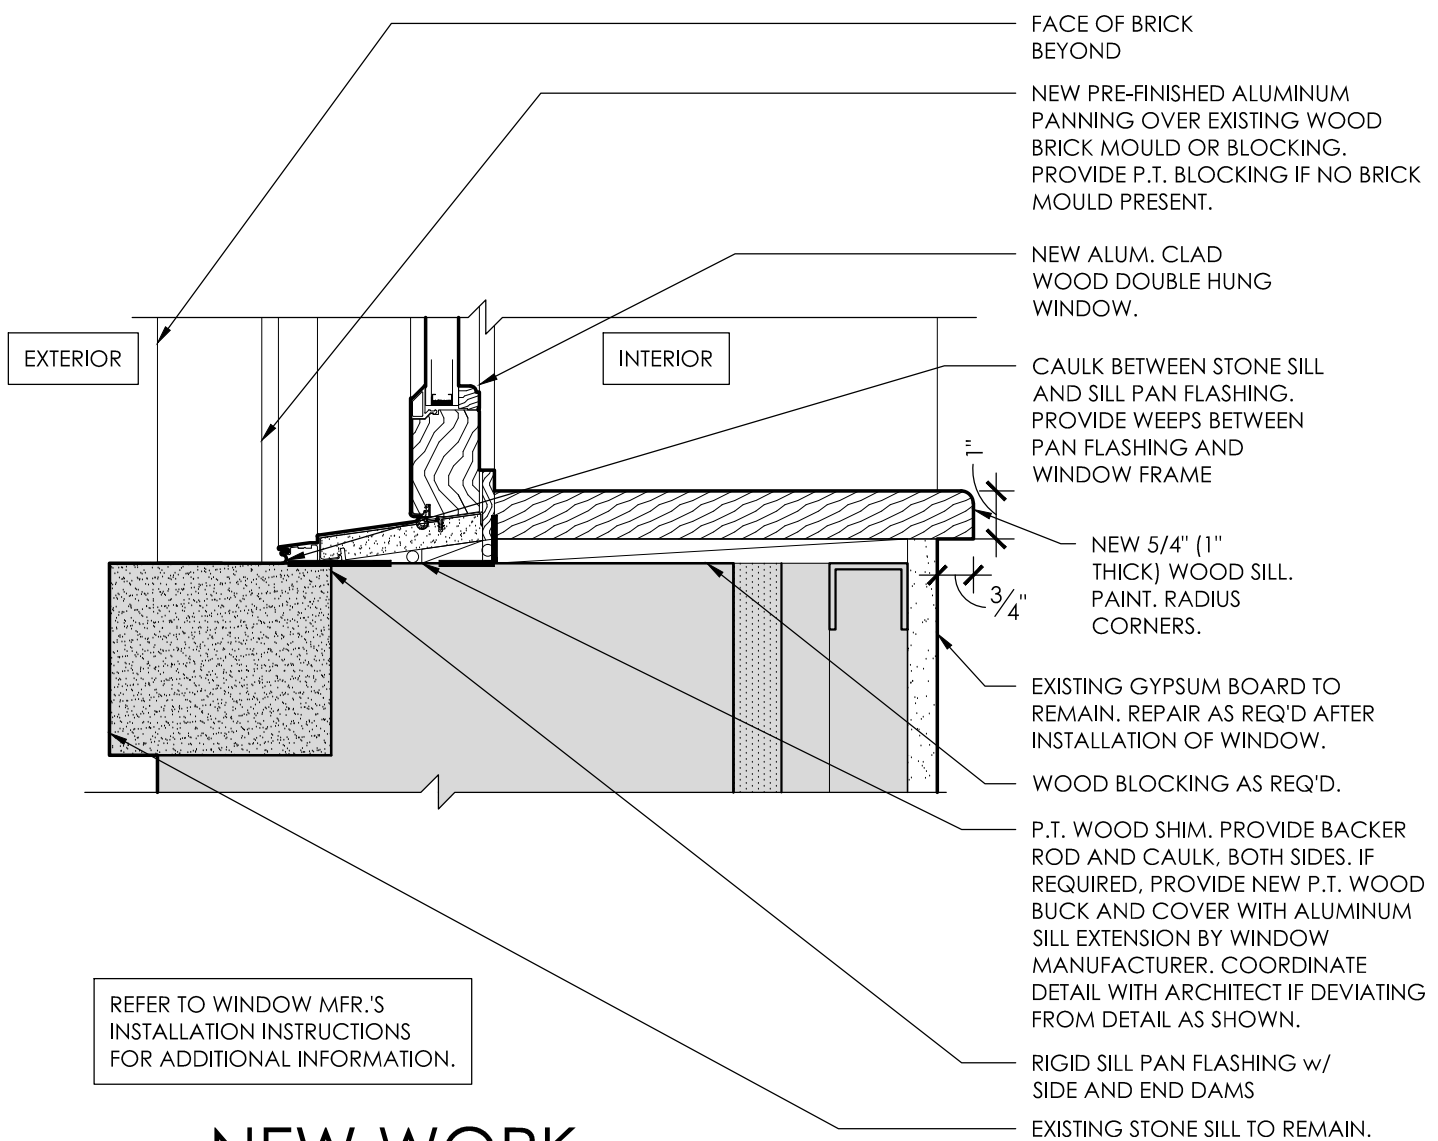 FACE OF BRICK
BEYOND
NEW PRE-FINISHED ALUMINUM
PANNING OVER EXISTING WOOD
BRICK MOULD OR BLOCKING.
PROVIDE P.T. BLOCKING IF NO BRICK
MOULD PRESENT.
NEW ALUM. CLAD
WOOD DOUBLE HUNG
WINDOW.
EXTERIOR
INTERIOR
CAULK BETWEEN STONE SILL
AND SILL PAN FLASHING.
PROVIDE WEEPS BETWEEN
PAN FLASHING AND
WINDOW FRAME
1"
NEW 5/4" (1"
THICK) WOOD SILL.
PAINT. RADIUS
CORNERS.
3/4"
EXISTING GYPSUM BOARD TO
REMAIN. REPAIR AS REQ'D AFTER
INSTALLATION OF WINDOW.
WOOD BLOCKING AS REQ'D.
P.T. WOOD SHIM. PROVIDE BACKER
ROD AND CAULK, BOTH SIDES. IF
REQUIRED, PROVIDE NEW P.T. WOOD
BUCK AND COVER WITH ALUMINUM
SILL EXTENSION BY WINDOW
MANUFACTURER. COORDINATE
DETAIL WITH ARCHITECT IF DEVIATING
FROM DETAIL AS SHOWN.
REFER TO WINDOW MFR.'S
INSTALLATION INSTRUCTIONS
FOR ADDITIONAL INFORMATION.
RIGID SILL PAN FLASHING w/
SIDE AND END DAMS
EXISTING STONE SILL TO REMAIN.
NEW WORK